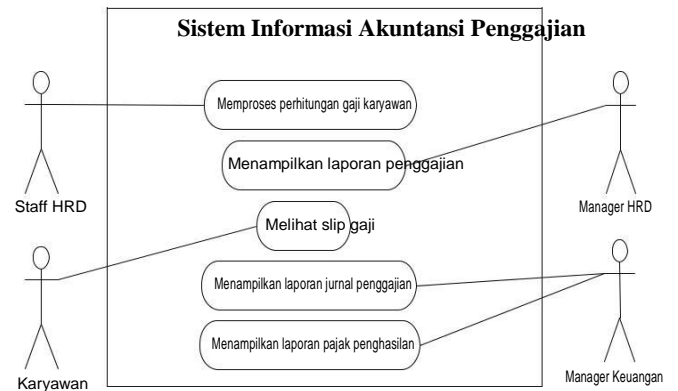 Sistem Informasi Akuntansi Penggajian
Memproses perhitungan gaji karyawan
Menampilkan laporan penggajian
Staff HRD
Manager HRD
Melihat slip gaji
Menampilkan laporan jurnal penggajian
Menampilkan laporan pajak penghasilan
Karyawan
Manager Keuangan